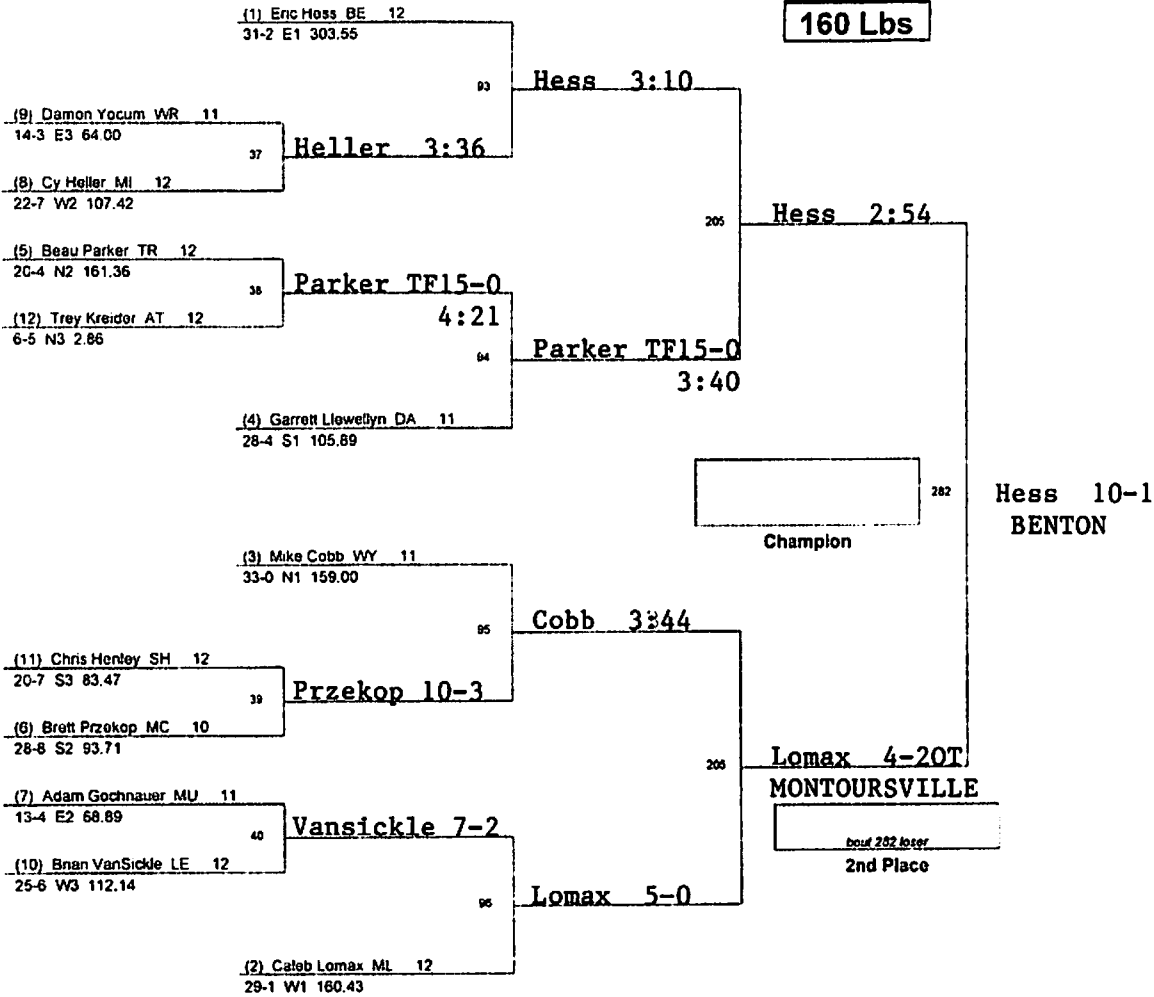 (1) Eric Hess BE 12
31-2 E1 303.55
160 Lbs
93
Hess 3:10
(9) Damon Yocum WR 11
14-3 E3 64.00
37
Heller 3:36
(8) Cy Heller MI 12
22-7 W2 107.42
205
Hess 2:54
(5) Beau Parker TR 12
20-4 N2 161.36
38
Parker TF15-0
4:21
(12) Trey Kreider AT 12
6-5 N3 2.86
94
Parker TF15-0
3:40
(4) Garrett Llewellyn DA 11
28-4 S1 105.89
282
Hess 10-1
BENTON
Champion
(3) Mike Cobb WY 11
33-0 N1 159.00
95
Cobb 3:44
(11) Chris Henley SH 12
20-7 S3 83.47
39
Przekop 10-3
(6) Brett Przekop MC 10
28-8 S2 93.71
206
Lomax 4-2OT
MONTOURSVILLE
(7) Adam Gochnauer MU 11
13-4 E2 68.89
40
Vansickle 7-2
bout 282 loser
2nd Place
(10) Brian VanSickle LE 12
25-6 W3 112.14
96
Lomax 5-0
(2) Caleb Lomax ML 12
29-1 W1 160.43